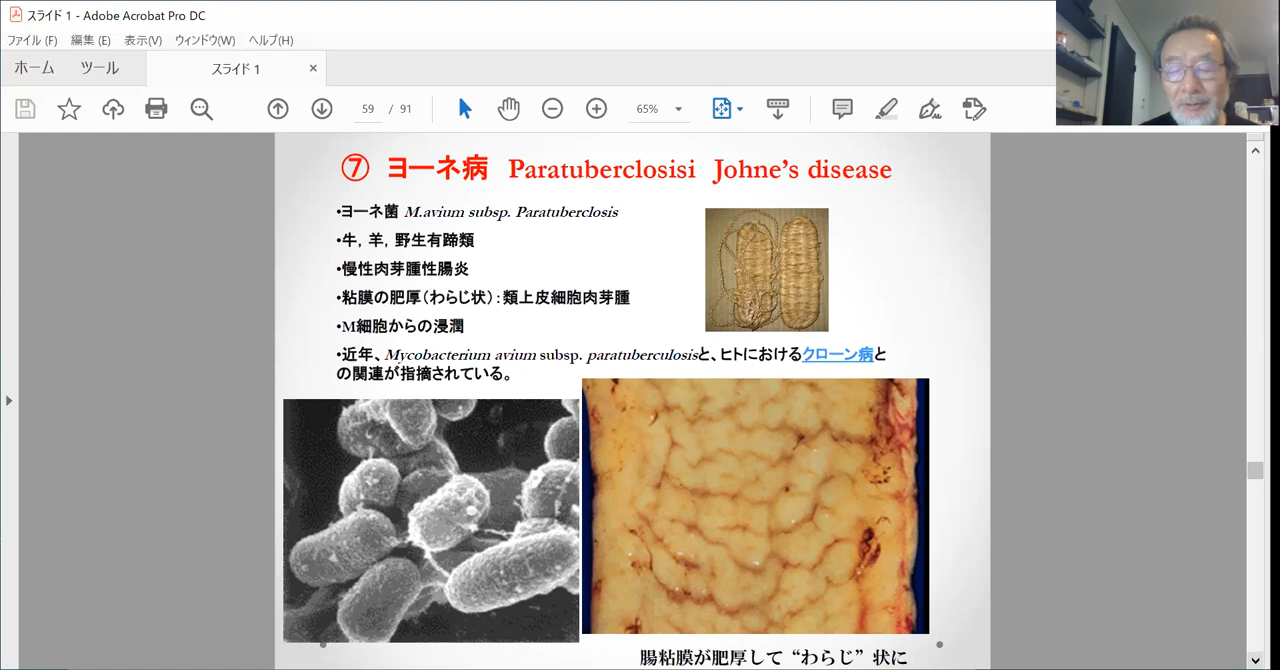 スライド 1 - Adobe Acrobat Pro DC
ファイル (F) 編集 (E) 表示(V) ウィンドウ(W) ヘルプ(H)
ホーム ツール スライド 1 ×
59 / 91 65%
⑦ ヨーネ病 Paratuberclosisi Johne's disease
•ヨーネ菌 M.avium subsp. Paratuberclosis
•牛, 羊, 野生有蹄類
•慢性肉芽腫性腸炎
•粘膜の肥厚(わらじ状):類上皮細胞肉芽腫
•M細胞からの浸潤
•近年、Mycobacterium avium subsp. paratuberculosisと、ヒトにおけるクローン病と
の関連が指摘されている。
腸粘膜が肥厚して“わらじ”状に